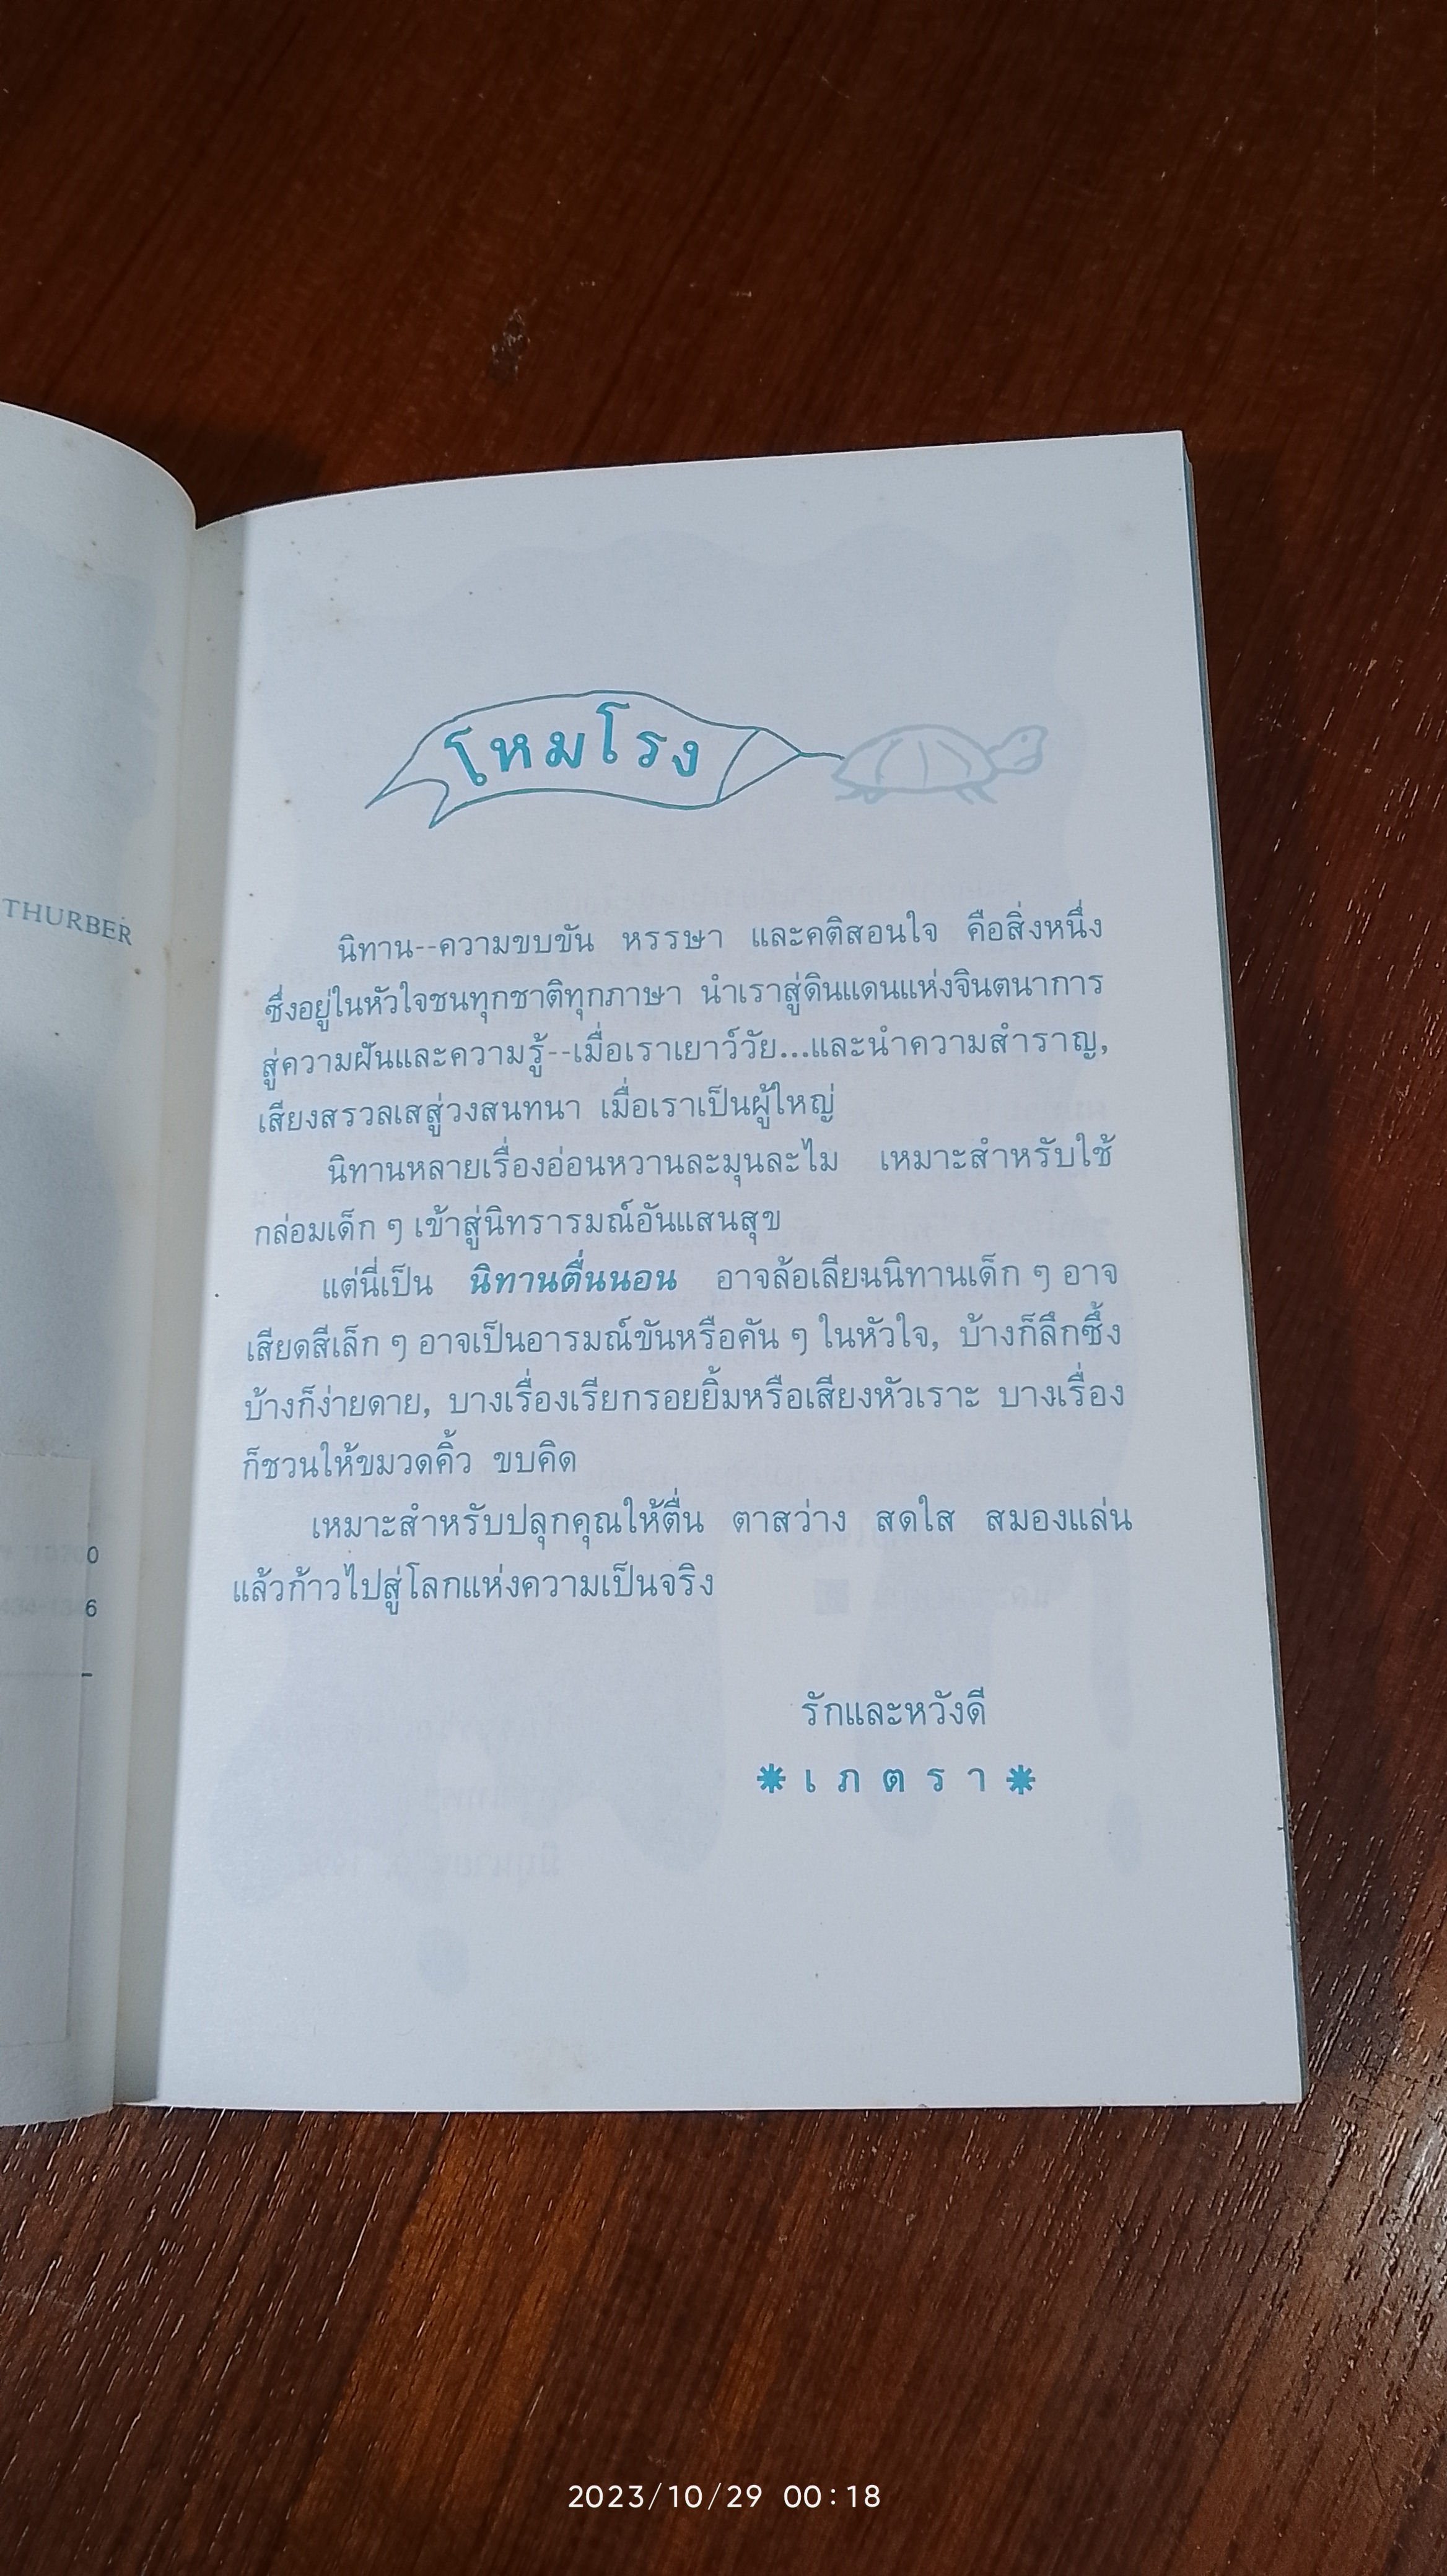 THURBER
0
6
โหมโรง
นิทาน--ความขบขัน หรรษา และคติสอนใจ คือสิ่งหนึ่ง
ซึ่งอยู่ในหัวใจชนทุกชาติทุกภาษา นำเราสู่ดินแดนแห่งจินตนาการ
สู่ความฝันและความรู้--เมื่อเราเยาว์วัย...และนำความสำราญ,
เสียงสรวลเสสู่วงสนทนา เมื่อเราเป็นผู้ใหญ่
นิทานหลายเรื่องอ่อนหวานละมุนละไม เหมาะสำหรับใช้
กล่อมเด็ก ๆ เข้าสู่นิทรารมณ์อันแสนสุข
แต่นี่เป็น นิทานตื่นนอน อาจล้อเลียนนิทานเด็ก ๆ อาจ
เสียดสีเล็ก ๆ อาจเป็นอารมณ์ขันหรือคัน ๆ ในหัวใจ, บ้างก็ลึกซึ้ง
บ้างก็ง่ายดาย, บางเรื่องเรียกรอยยิ้มหรือเสียงหัวเราะ บางเรื่อง
ก็ชวนให้ขมวดคิ้ว ขบคิด
เหมาะสำหรับปลุกคุณให้ตื่น ตาสว่าง สดใส สมองแล่น
แล้วก้าวไปสู่โลกแห่งความเป็นจริง
รักและหวังดี
✱ เ ภ ต ร า ✱
2023/10/29 00:18